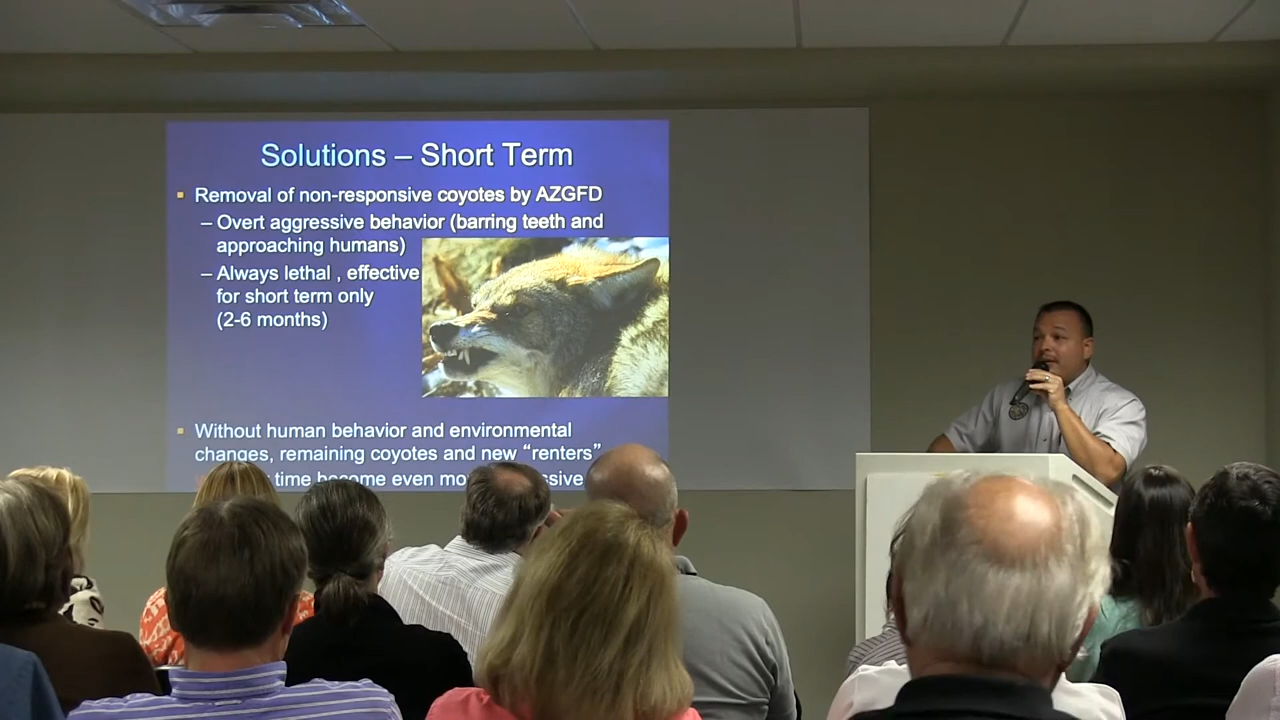 Solutions – Short Term
▪ Removal of non-responsive coyotes by AZGFD
– Overt aggressive behavior (barring teeth and
approaching humans)
– Always lethal , effective
for short term only
(2-6 months)
▪ Without human behavior and environmental
changes, remaining coyotes and new “renters”
time become even